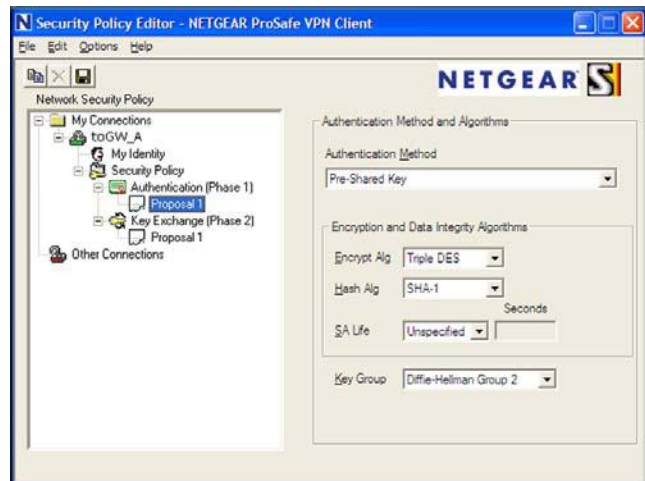 Security Policy Editor - NETGEAR ProSafe VPN Client
File Edit Options Help
NETGEAR
Network Security Policy
My Connections
toGW_A
My Identity
Security Policy
Authentication (Phase 1)
Proposal 1
Key Exchange (Phase 2)
Proposal 1
Other Connections
Authentication Method and Algorithms
Authentication Method
Pre-Shared Key
Encryption and Data Integrity Algorithms
Encrypt Alg Triple DES
Hash Alg SHA-1
Seconds
SA Life Unspecified
Key Group Diffie-Hellman Group 2